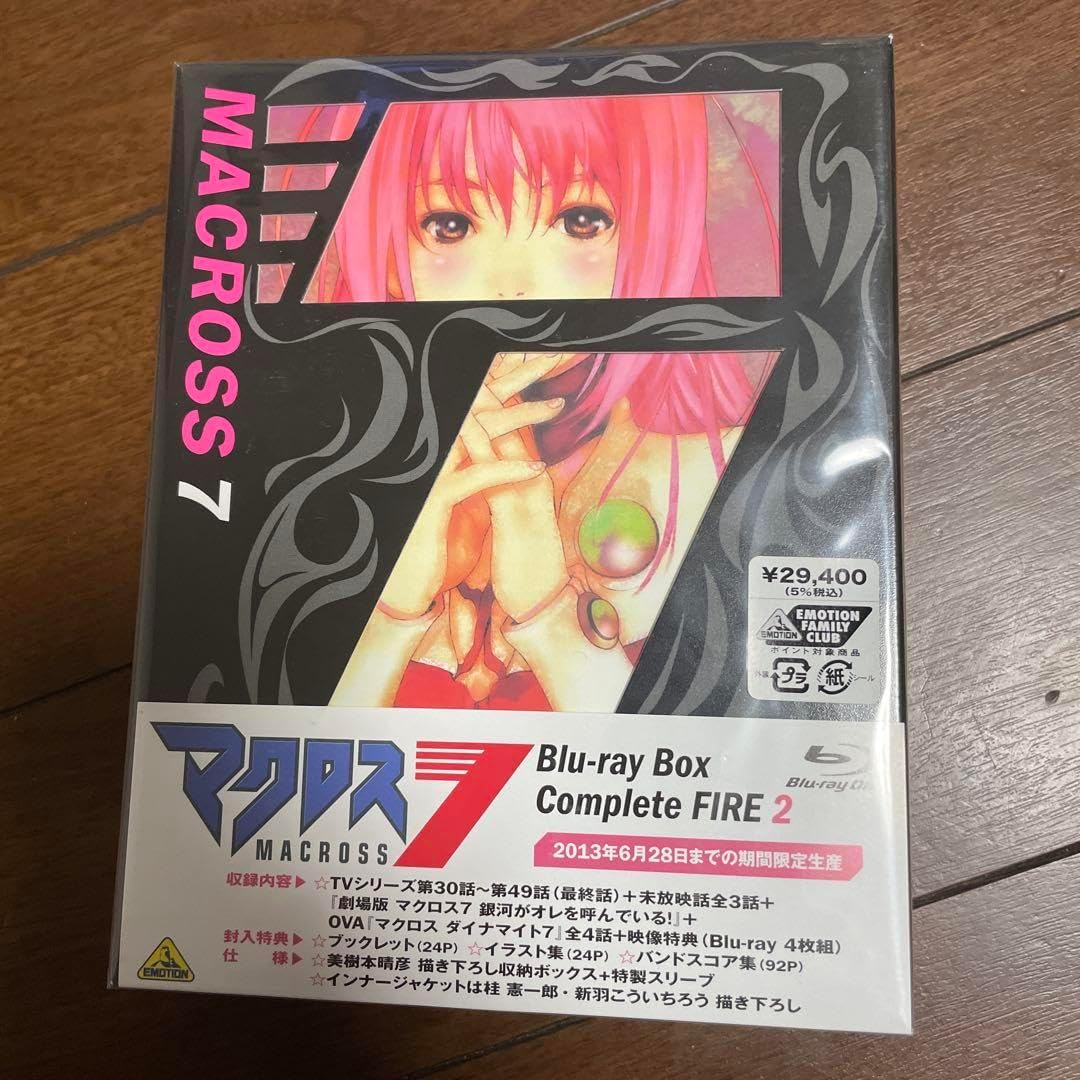 MACROSS 7
¥29,400
(5%税込)
EMOTION
EMOTION
FAMILY
CLUB
ポイント対象商品
外装
プラ
紙
シール
マクロス7
MACROSS
Blu-ray Box
Complete FIRE 2
Blu-ray
2013年6月28日までの期間限定生産
収録内容▶ ☆TVシリーズ第30話～第49話(最終話)+未放映話全3話+
『劇場版 マクロス7 銀河がオレを呼んでいる!』+
OVA『マクロス ダイナマイト7』全4話+映像特典(Blu-ray 4枚組)
封入特典▶ ☆ブックレット(24P) ☆イラスト集(24P) ☆バンドスコア集(92P)
仕 様▶ ☆美樹本晴彦 描き下ろし収納ボックス+特製スリーブ
☆インナージャケットは桂 憲一郎・新羽こういちろう 描き下ろし
EMOTION